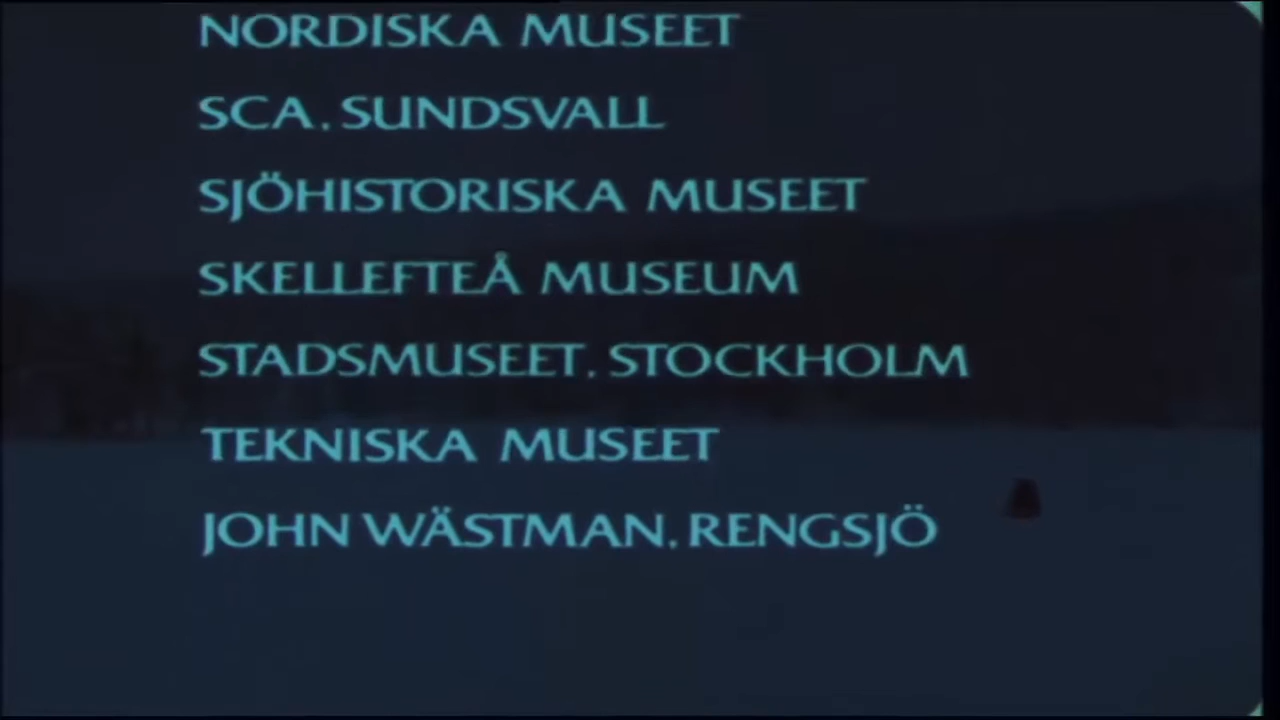 NORDISKA MUSEET
SCA, SUNDSVALL
SJÖHISTORISKA MUSEET
SKELLEFTEÅ MUSEUM
STADSMUSEET, STOCKHOLM
TEKNISKA MUSEET
JOHN WÄSTMAN, RENGSJÖ